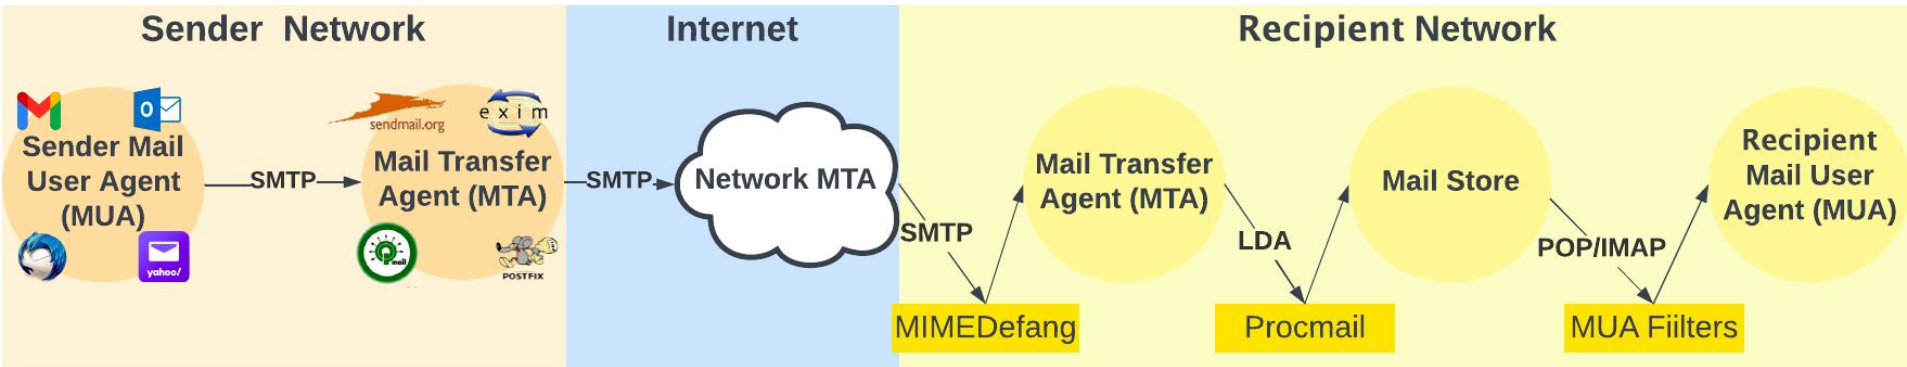 Sender Network
Internet
Recipient Network
sendmail.org
exim
Sender Mail
User Agent
(MUA)
yahoo!
SMTP
Mail Transfer
Agent (MTA)
Qmail
POSTFIX
SMTP
Network MTA
SMTP
MIMEDefang
Mail Transfer
Agent (MTA)
LDA
Procmail
Mail Store
POP/IMAP
MUA Fiilters
Recipient
Mail User
Agent (MUA)